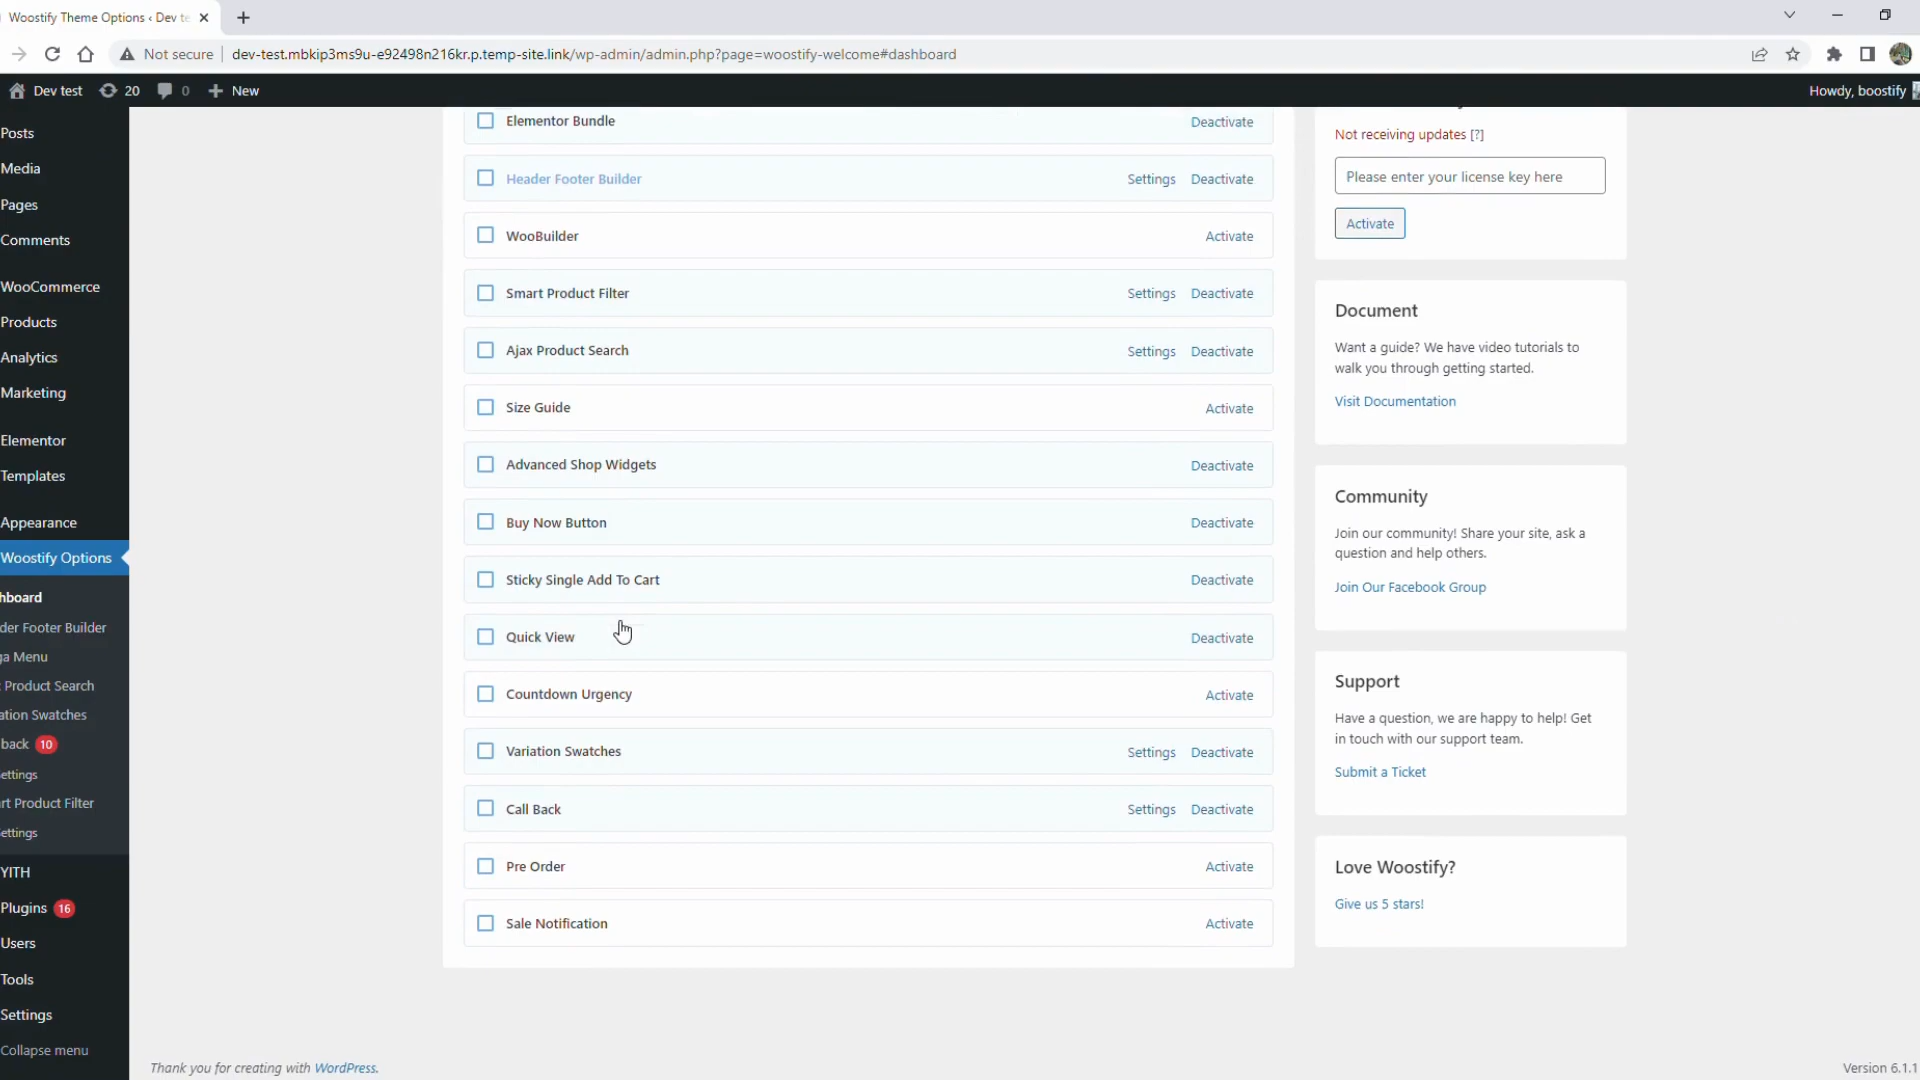 Woostify Theme Options ‹ Dev te
Not secure
dev-test.mbkip3ms9u-e92498n216kr.p.temp-site.link/wp-admin/admin.php?page=woostify-welcome#dashboard
Dev test
20
0
New
Howdy, boostify
Posts
Media
Pages
Comments
WooCommerce
Products
Analytics
Marketing
Elementor
Templates
Appearance
Woostify Options
hboard
der Footer Builder
ga Menu
Product Search
ation Swatches
back 10
ettings
rt Product Filter
ettings
YITH
Plugins 16
Users
Tools
Settings
Collapse menu
Elementor Bundle Deactivate
Header Footer Builder Settings Deactivate
WooBuilder Activate
Smart Product Filter Settings Deactivate
Ajax Product Search Settings Deactivate
Size Guide Activate
Advanced Shop Widgets Deactivate
Buy Now Button Deactivate
Sticky Single Add To Cart Deactivate
Quick View Deactivate
Countdown Urgency Activate
Variation Swatches Settings Deactivate
Call Back Settings Deactivate
Pre Order Activate
Sale Notification Activate
Not receiving updates [?]
Please enter your license key here
Activate
Document
Want a guide? We have video tutorials to
walk you through getting started.
Visit Documentation
Community
Join our community! Share your site, ask a
question and help others.
Join Our Facebook Group
Support
Have a question, we are happy to help! Get
in touch with our support team.
Submit a Ticket
Love Woostify?
Give us 5 stars!
Thank you for creating with WordPress.
Version 6.1.1